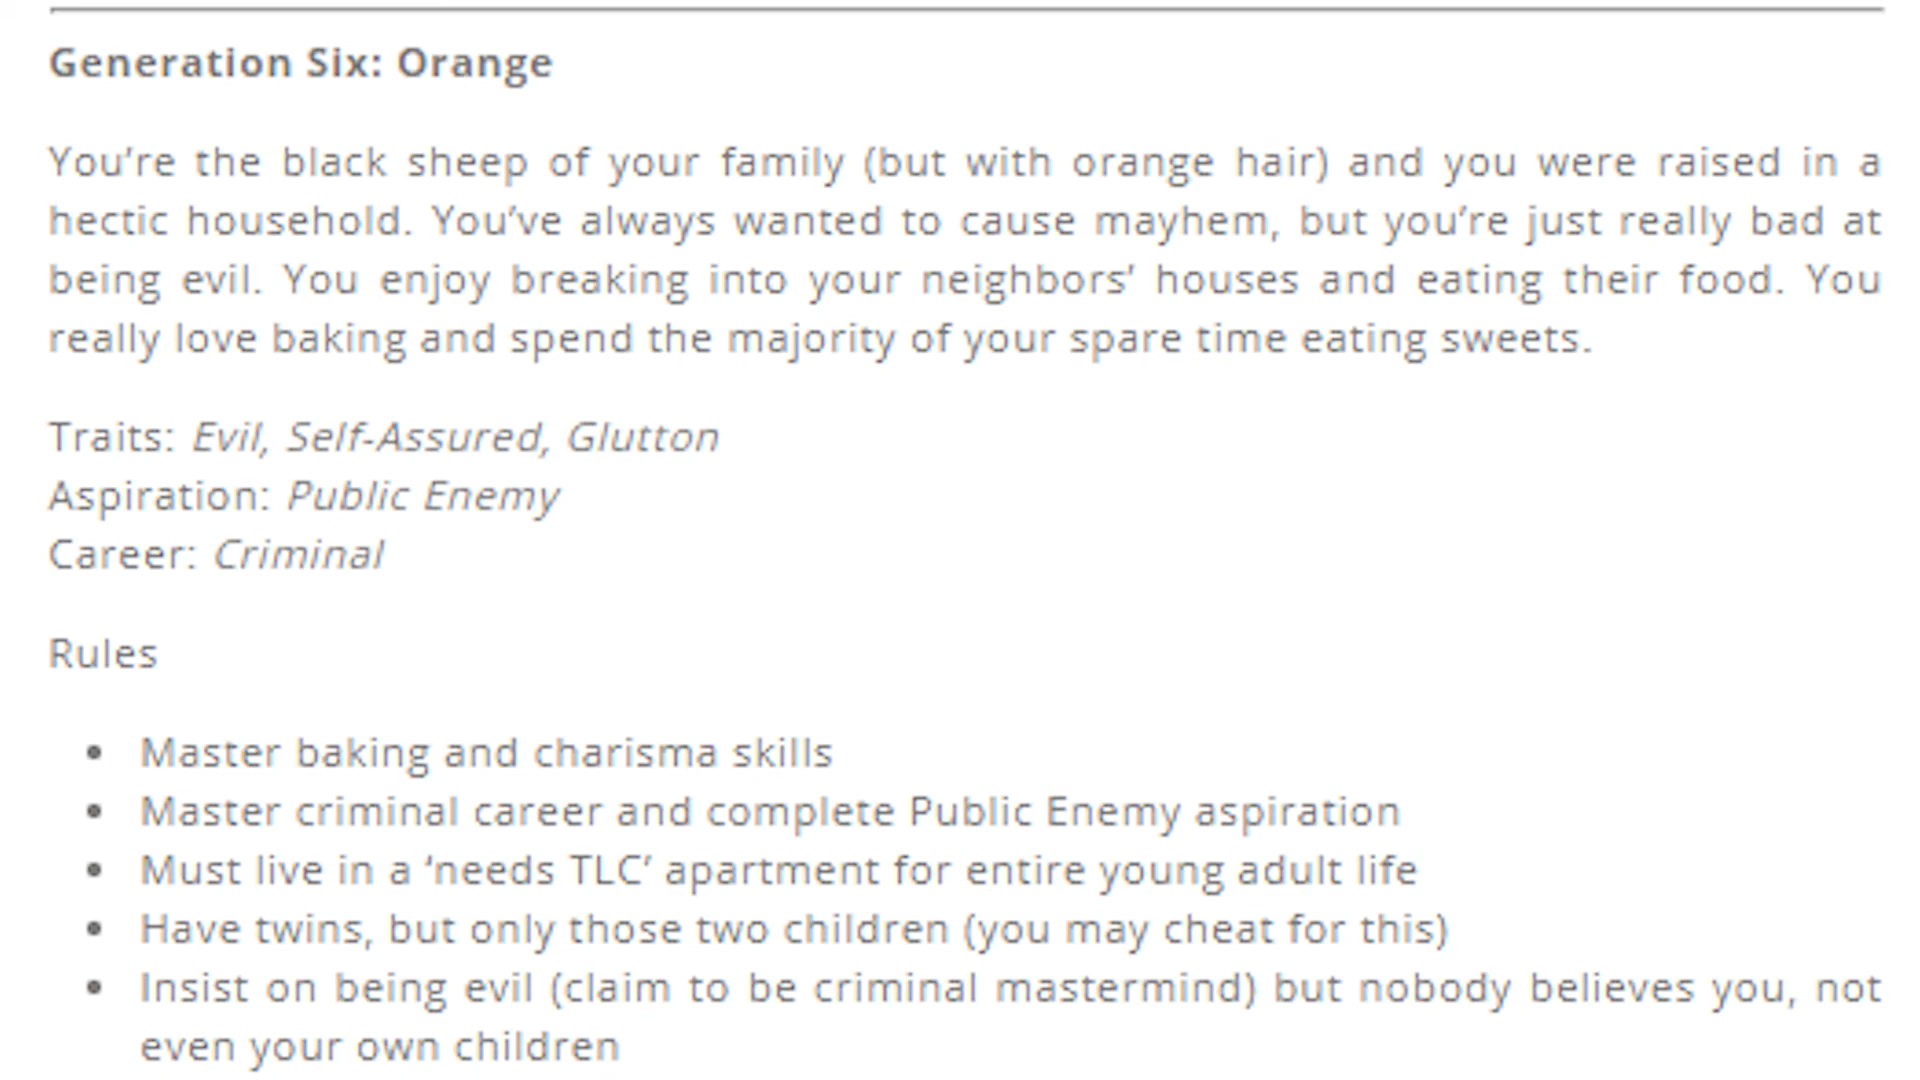 Generation Six: Orange
You’re the black sheep of your family (but with orange hair) and you were raised in a
hectic household. You’ve always wanted to cause mayhem, but you’re just really bad at
being evil. You enjoy breaking into your neighbors’ houses and eating their food. You
really love baking and spend the majority of your spare time eating sweets.
Traits: Evil, Self-Assured, Glutton
Aspiration: Public Enemy
Career: Criminal
Rules
• Master baking and charisma skills
• Master criminal career and complete Public Enemy aspiration
• Must live in a ‘needs TLC’ apartment for entire young adult life
• Have twins, but only those two children (you may cheat for this)
• Insist on being evil (claim to be criminal mastermind) but nobody believes you, not
even your own children